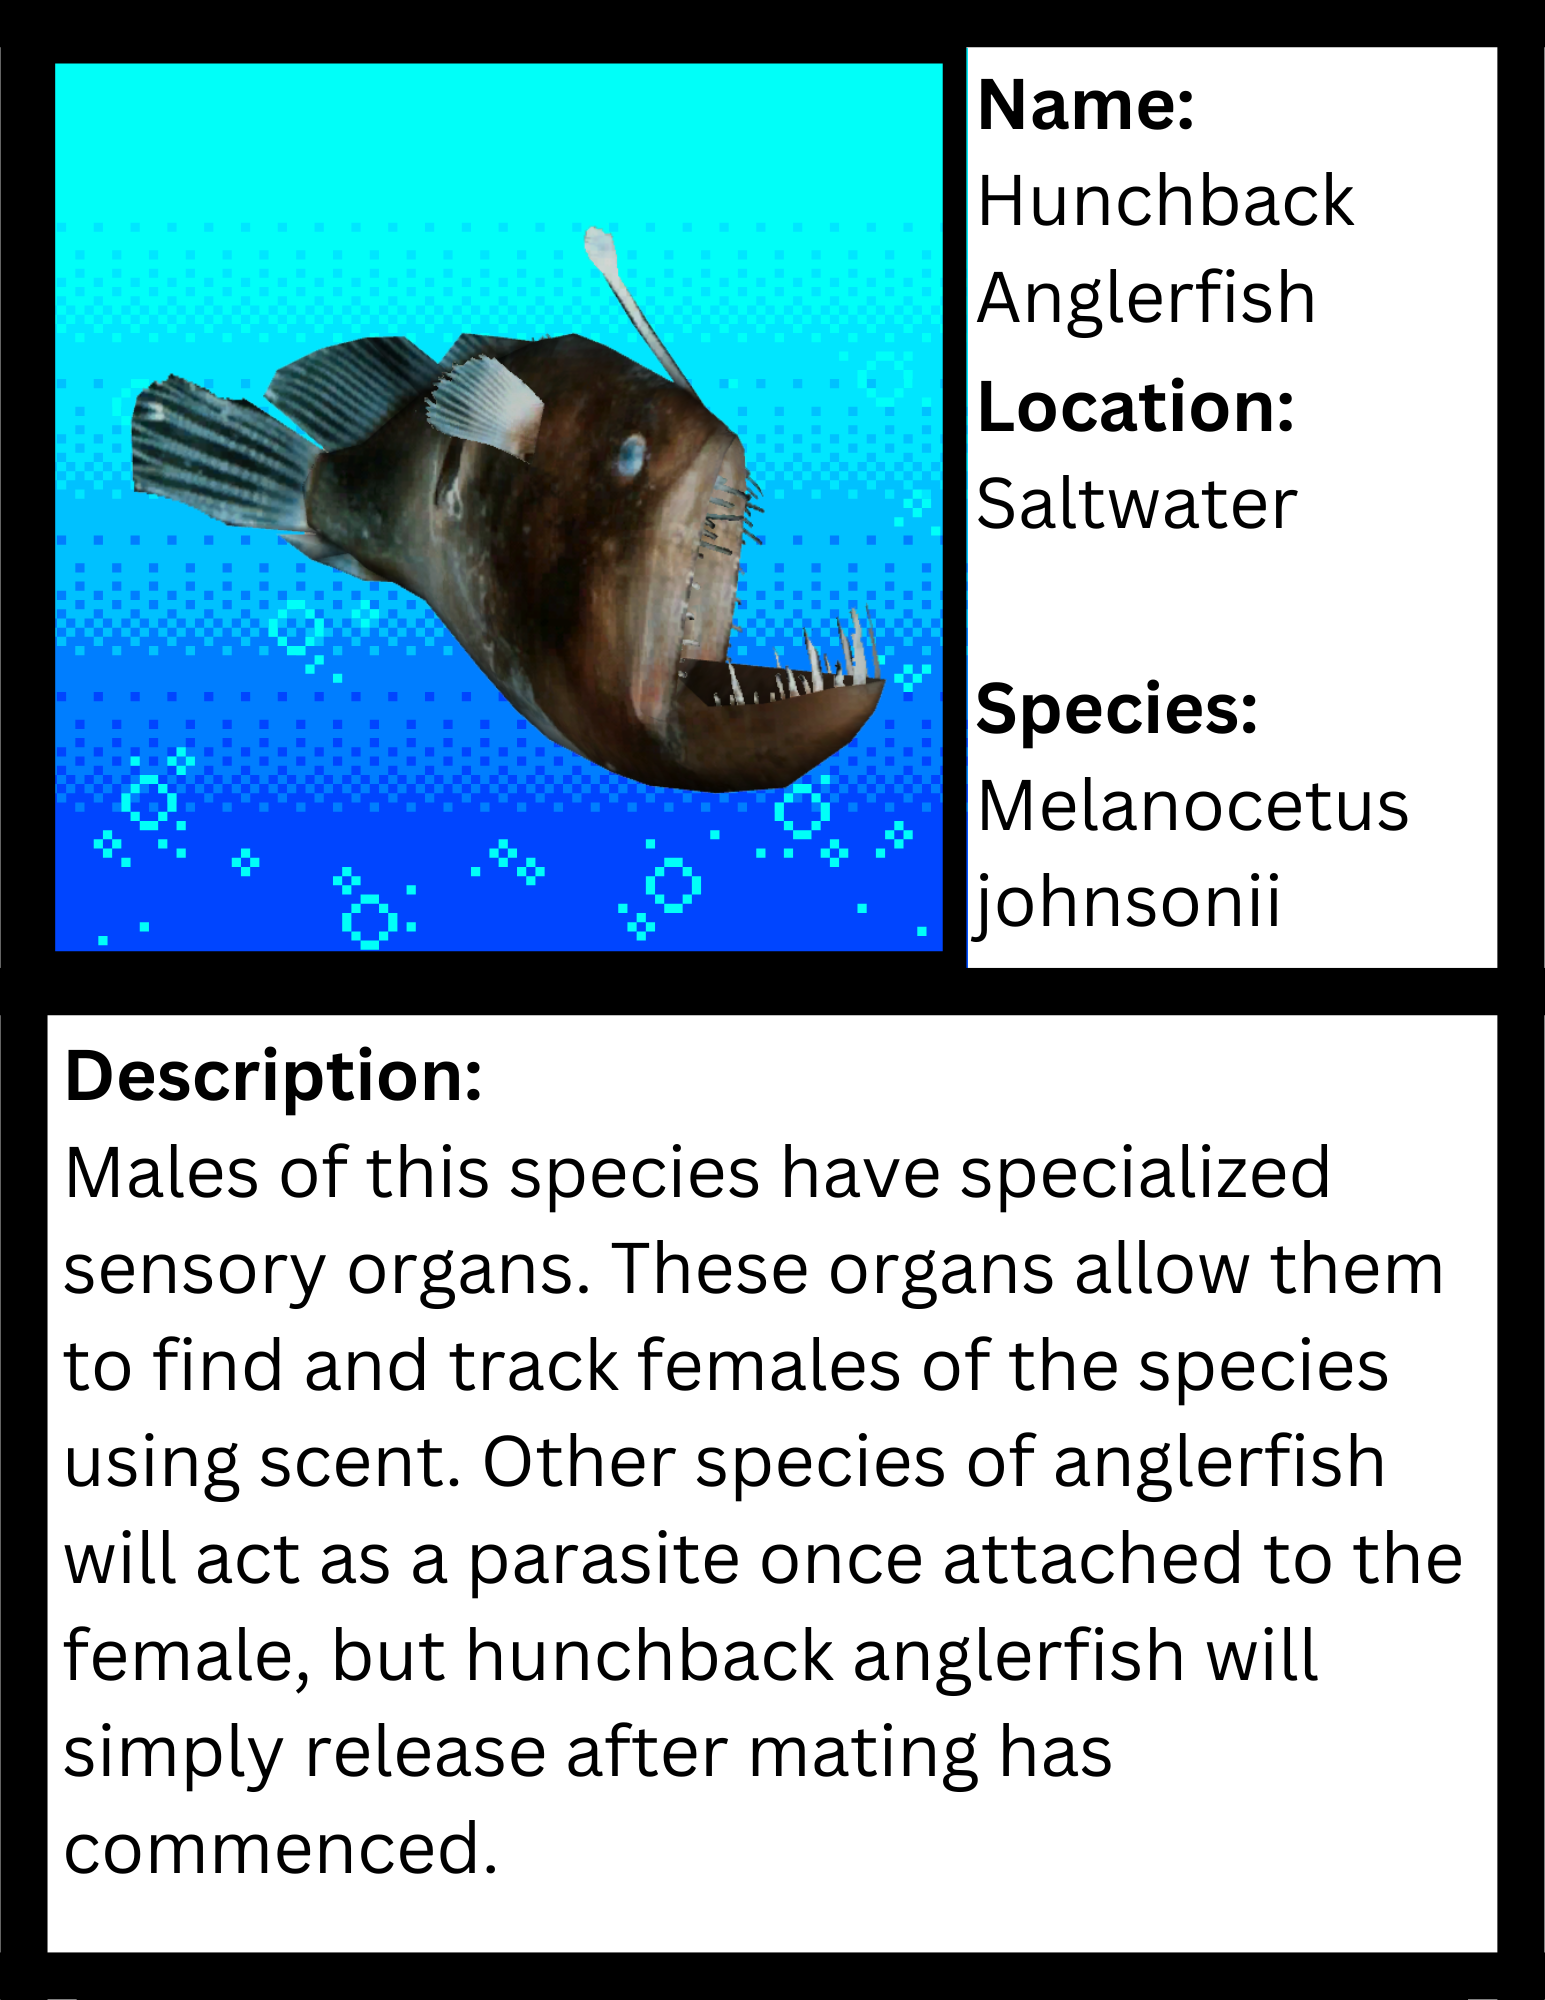 Name:
Hunchback
Anglerfish
Location:
Saltwater
Species:
Melanocetus
johnsonii
Description:
Males of this species have specialized
sensory organs. These organs allow them
to find and track females of the species
using scent. Other species of anglerfish
will act as a parasite once attached to the
female, but hunchback anglerfish will
simply release after mating has
commenced.